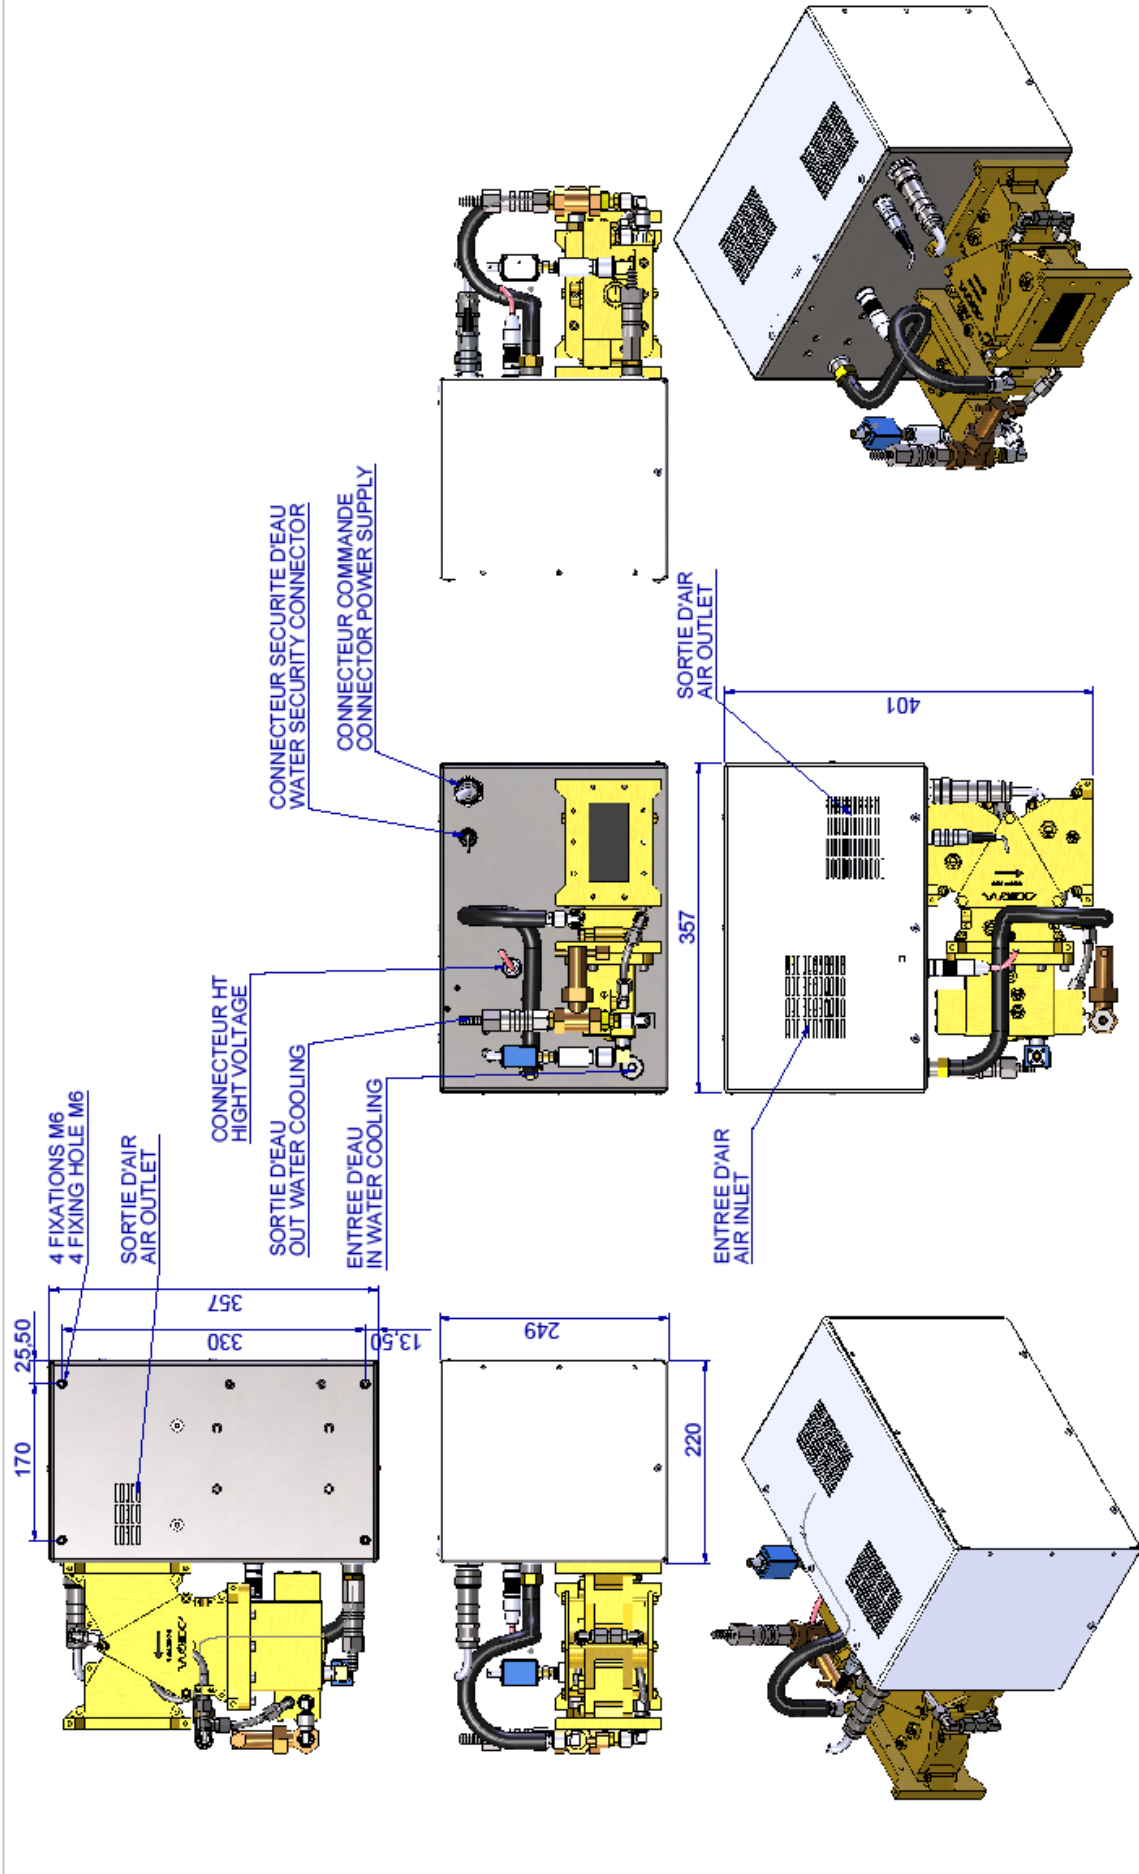 4 FIXATIONS M6
4 FIXING HOLE M6
SORTIE D'AIR
AIR OUTLET
25,50
170
357
330
13,50
CONNECTEUR HT
HIGHT VOLTAGE
SORTIE D'EAU
OUT WATER COOLING
ENTREE D'EAU
IN WATER COOLING
CONNECTEUR SECURITE D'EAU
WATER SECURITY CONNECTOR
CONNECTEUR COMMANDE
CONNECTOR POWER SUPPLY
249
220
ENTREE D'AIR
AIR INLET
SORTIE D'AIR
AIR OUTLET
357
401